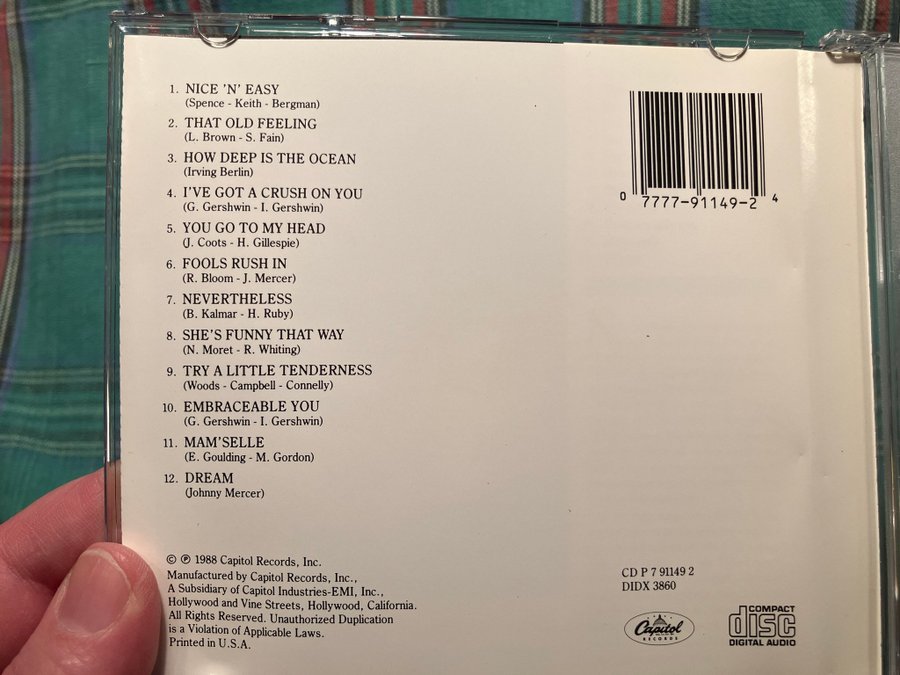 1. NICE 'N' EASY
(Spence - Keith - Bergman)
2. THAT OLD FEELING
(L. Brown - S. Fain)
3. HOW DEEP IS THE OCEAN
(Irving Berlin)
4. I'VE GOT A CRUSH ON YOU
(G. Gershwin - I. Gershwin)
5. YOU GO TO MY HEAD
(J. Coots - H. Gillespie)
6. FOOLS RUSH IN
(R. Bloom - J. Mercer)
7. NEVERTHELESS
(B. Kalmar - H. Ruby)
8. SHE'S FUNNY THAT WAY
(N. Moret - R. Whiting)
9. TRY A LITTLE TENDERNESS
(Woods - Campbell - Connelly)
10. EMBRACEABLE YOU
(G. Gershwin - I. Gershwin)
11. MAM'SELLE
(E. Goulding - M. Gordon)
12. DREAM
(Johnny Mercer)
0 7777-91149-2 4
© ℗ 1988 Capitol Records, Inc.
Manufactured by Capitol Records, Inc.,
A Subsidiary of Capitol Industries-EMI, Inc.,
Hollywood and Vine Streets, Hollywood, California.
All Rights Reserved. Unauthorized Duplication
is a Violation of Applicable Laws.
Printed in U.S.A.
CD P 7 91149 2
DIDX 3860
Capitol
RECORDS
COMPACT
disc
DIGITAL AUDIO